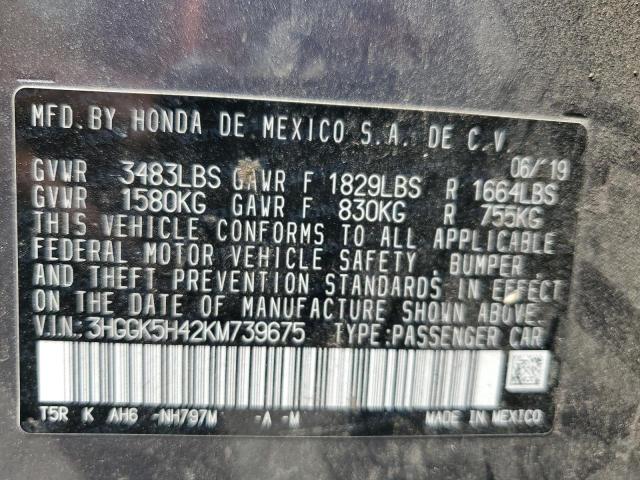 MFD. BY HONDA DE MEXICO S.A. DE C.V.
06/'19
GVWR 3483LBS GAWR F 1829LBS R 1664LBS
GVWR 1580KG GAWR F 830KG R 755KG
THIS VEHICLE CONFORMS TO ALL APPLICABLE
FEDERAL MOTOR VEHICLE SAFETY, BUMPER,
AND THEFT PREVENTION STANDARDS IN EFFECT
ON THE DATE OF MANUFACTURE SHOWN ABOVE.
V.I.N.: 3HGGK5H42KM739675 TYPE:PASSENGER CAR
T5R K AH6 -NH797M -A -M MADE IN MEXICO